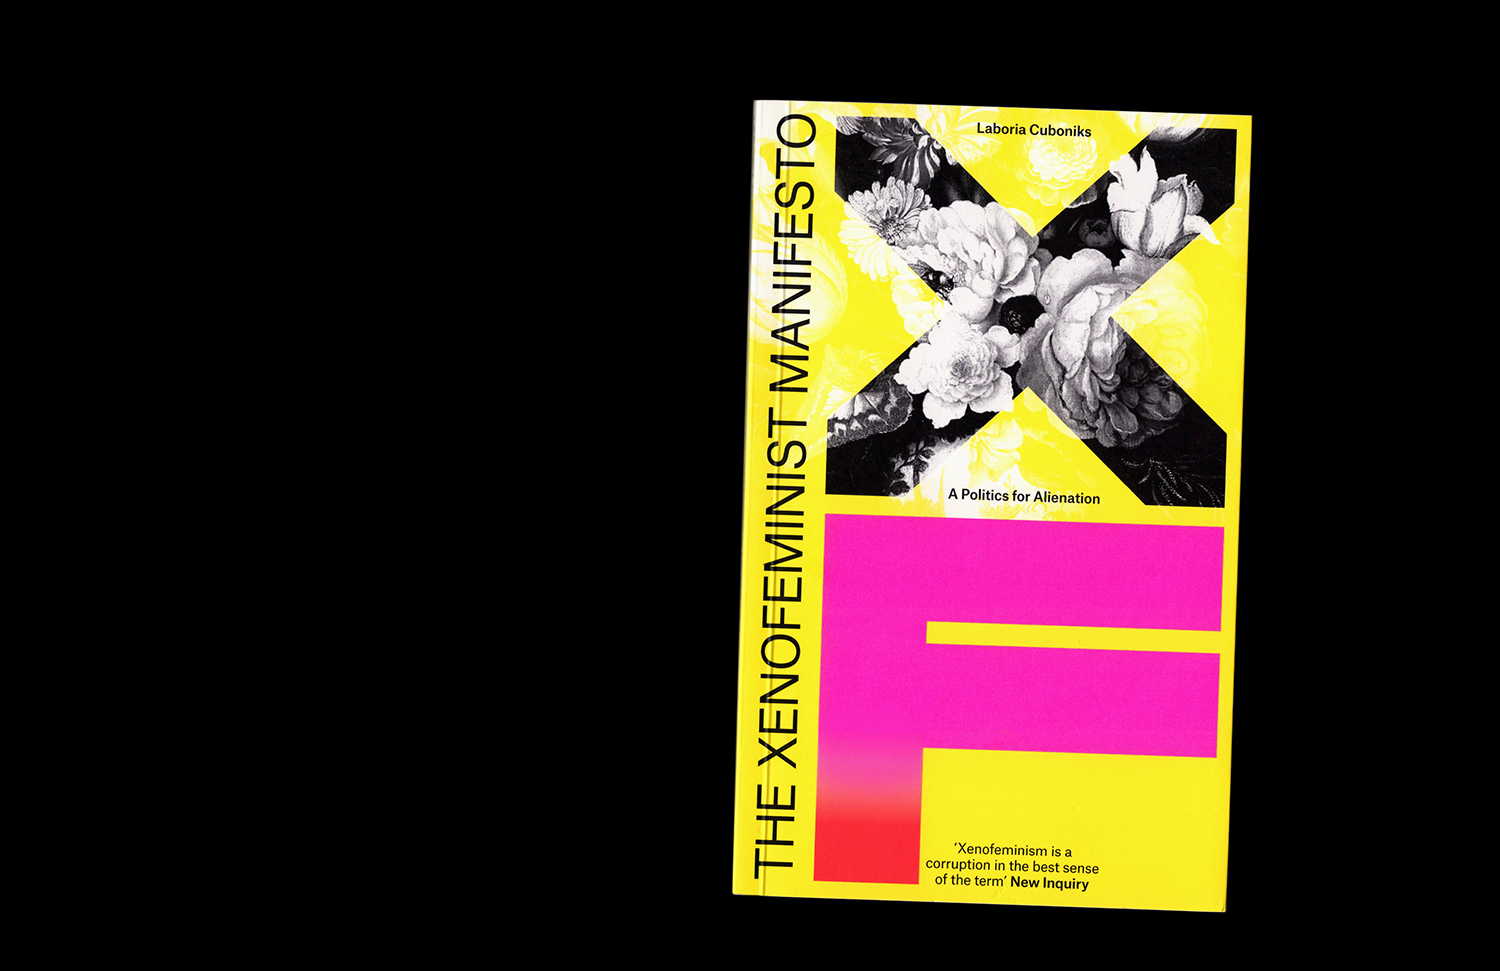 THE XENOFEMINIST MANIFESTO
Laboria Cuboniks
X
A Politics for Alienation
F
‘Xenofeminism is a
corruption in the best sense
of the term’ New Inquiry